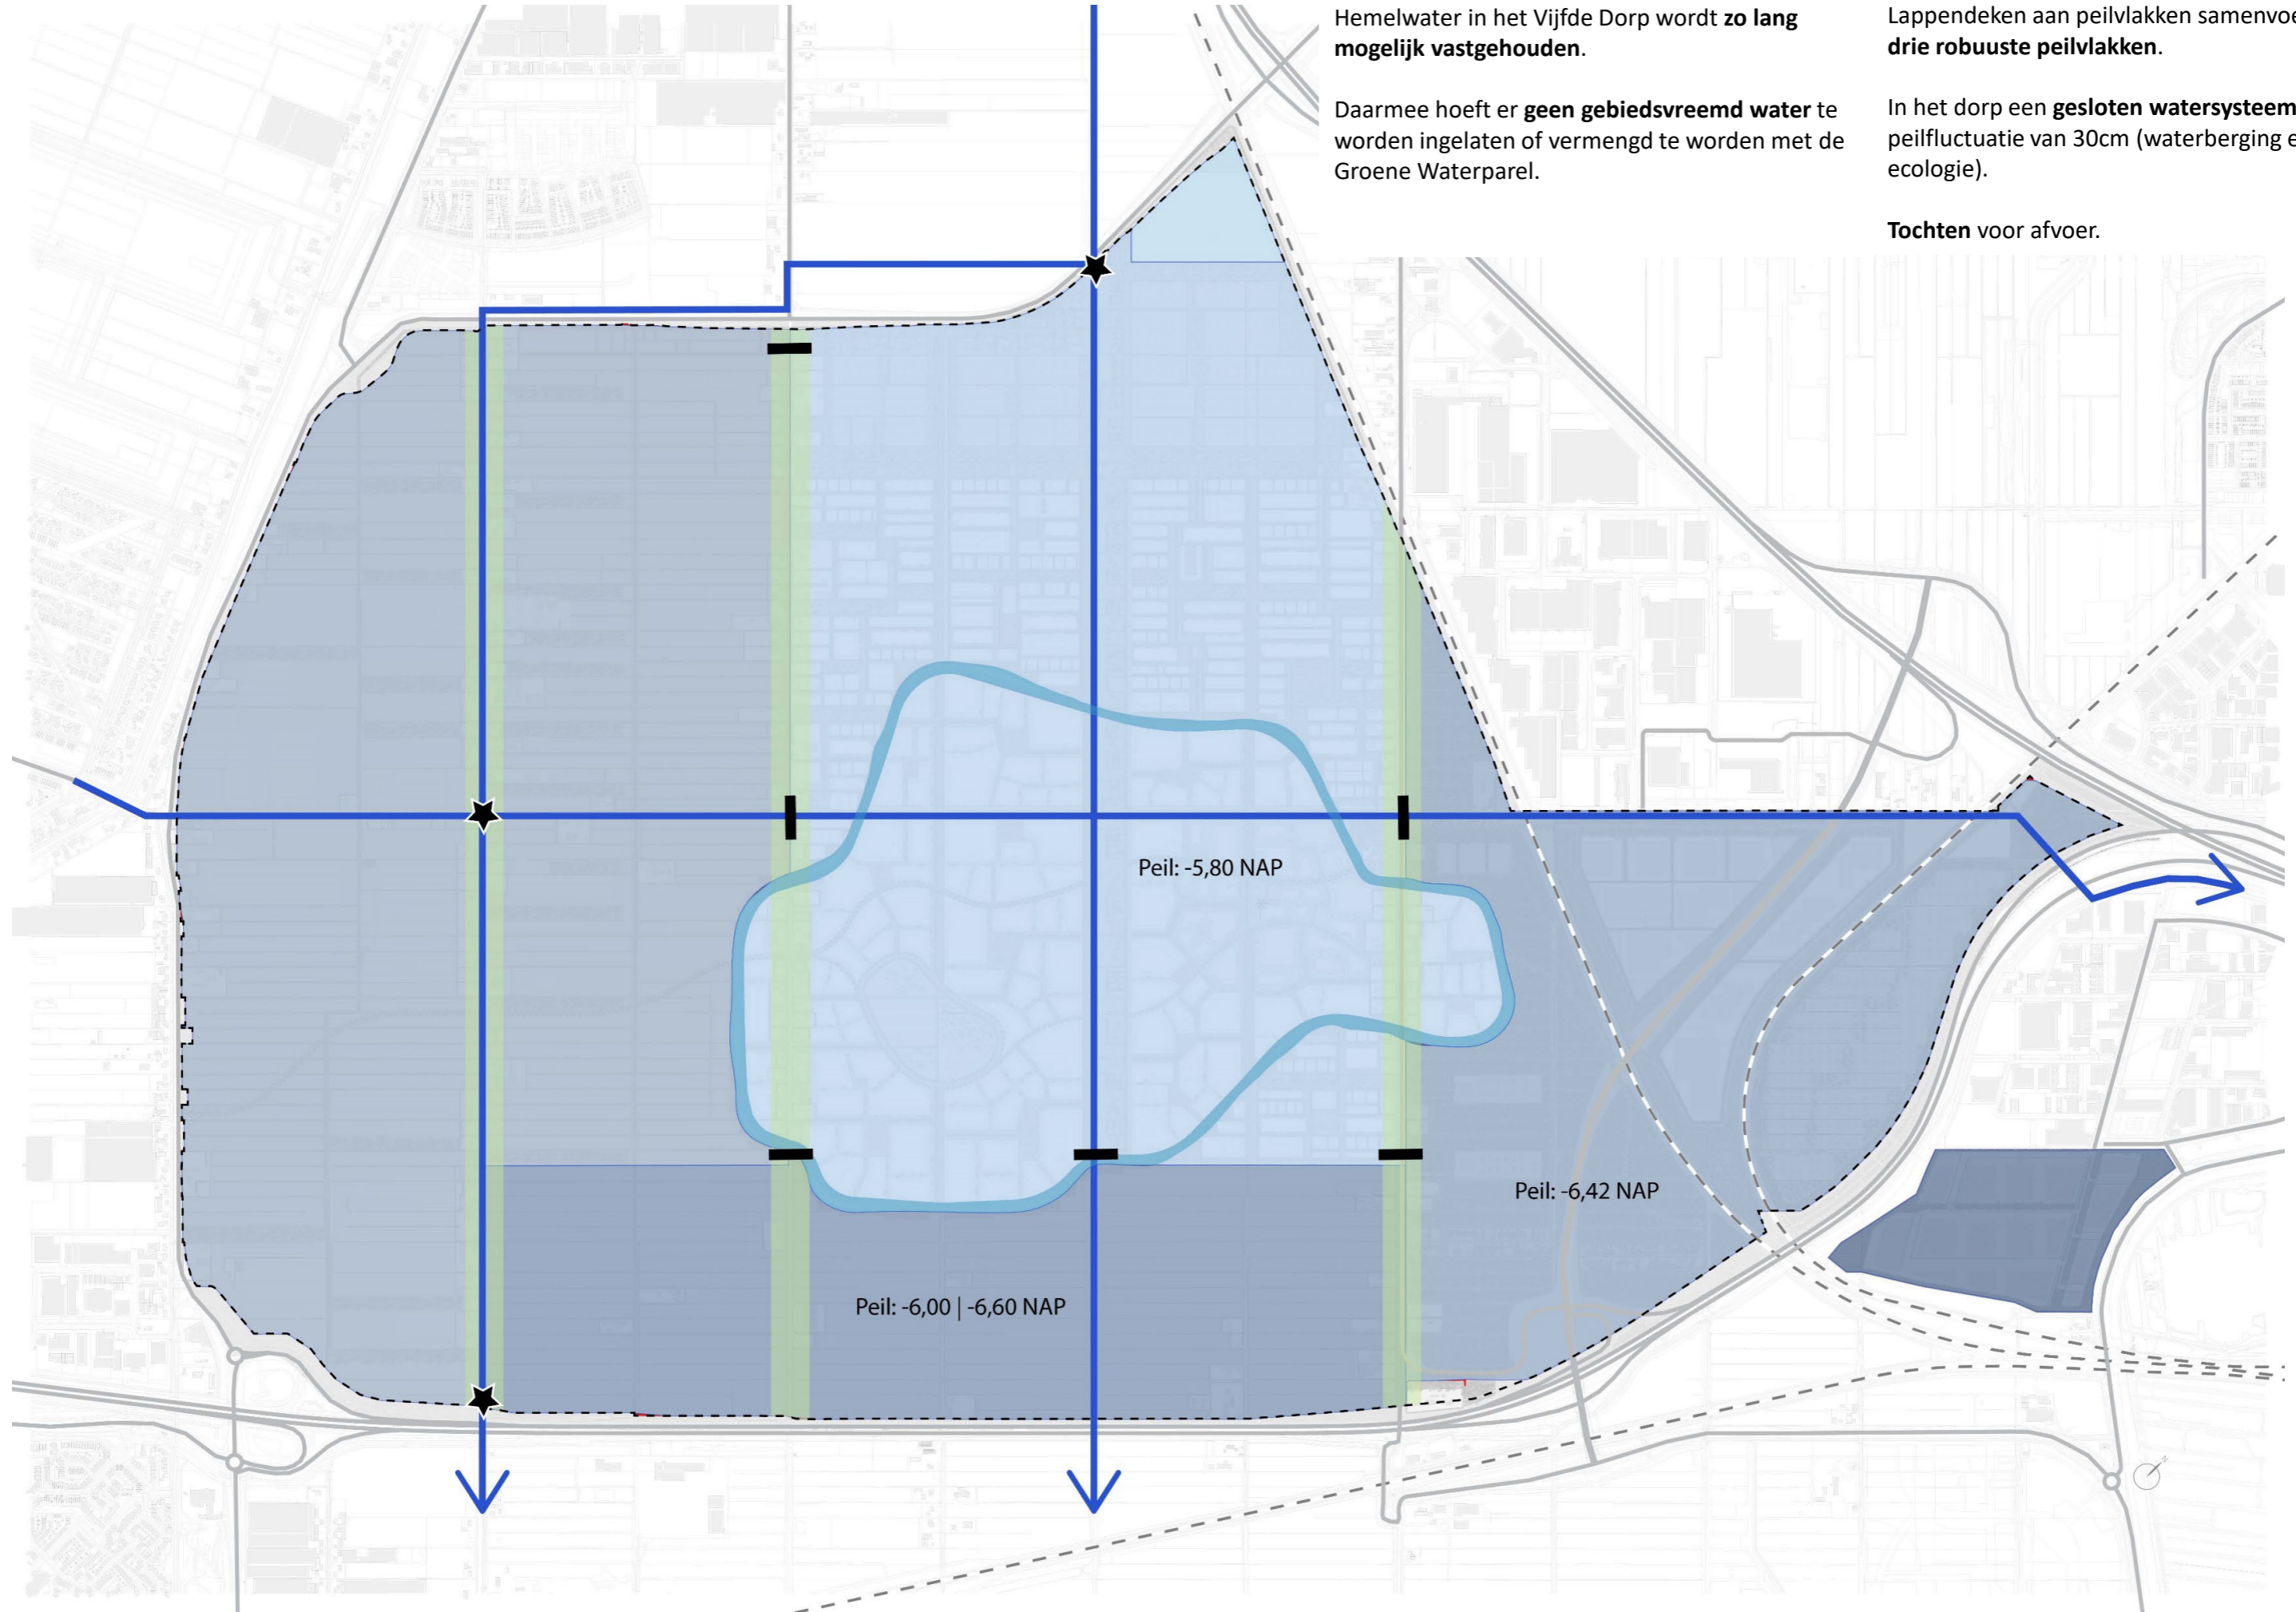 Hemelwater in het Vijfde Dorp wordt zo lang
mogelijk vastgehouden.
Daarmee hoeft er geen gebiedsvreemd water te
worden ingelaten of vermengd te worden met de
Groene Waterparel.
Lappendeken aan peilvlakken samenvoe
drie robuuste peilvlakken.
In het dorp een gesloten watersysteem
peilfluctuatie van 30cm (waterberging e
ecologie).
Tochten voor afvoer.
Peil: -5,80 NAP
Peil: -6,42 NAP
Peil: -6,00 | -6,60 NAP